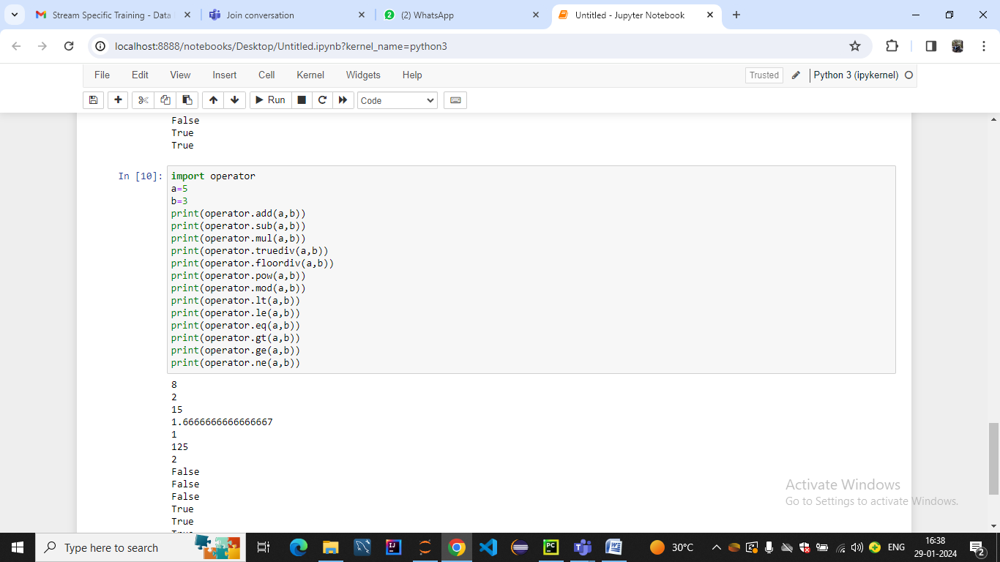 Stream Specific Training - Data
Join conversation
(2) WhatsApp
Untitled - Jupyter Notebook
localhost:8888/notebooks/Desktop/Untitled.ipynb?kernel_name=python3
File Edit View Insert Cell Kernel Widgets Help Trusted Python 3 (ipykernel)
Run Code
False
True
True
In [10]:
import operator
a=5
b=3
print(operator.add(a,b))
print(operator.sub(a,b))
print(operator.mul(a,b))
print(operator.truediv(a,b))
print(operator.floordiv(a,b))
print(operator.pow(a,b))
print(operator.mod(a,b))
print(operator.lt(a,b))
print(operator.le(a,b))
print(operator.eq(a,b))
print(operator.gt(a,b))
print(operator.ge(a,b))
print(operator.ne(a,b))
8
2
15
1.6666666666666667
1
125
2
False
False
False
True
True
Activate Windows
Go to Settings to activate Windows.
Type here to search
30°C
ENG
16:38
29-01-2024
2